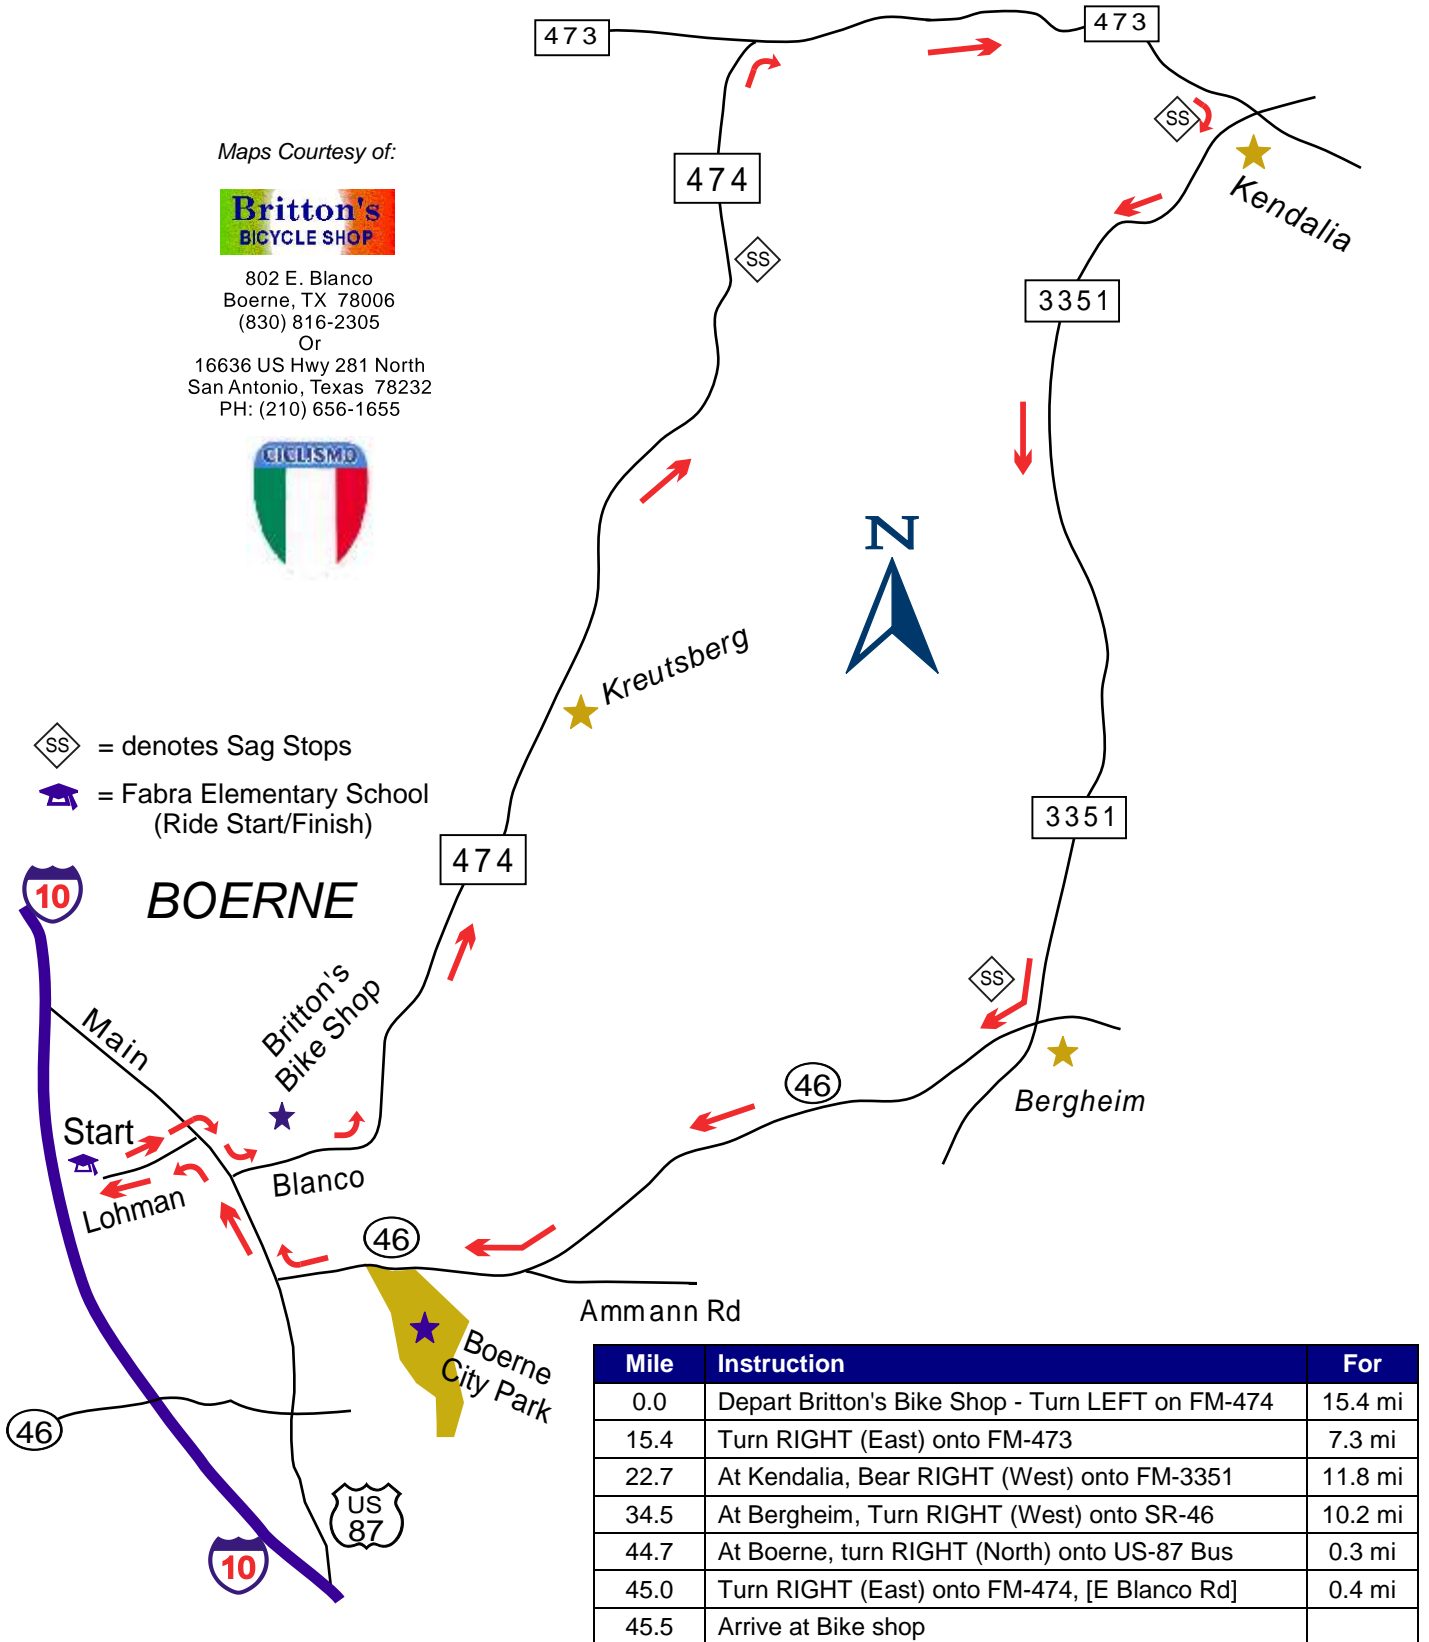 473
473
SS
Maps Courtesy of:
Britton's
BICYCLE SHOP
474
Kendalia
SS
802 E. Blanco
Boerne, TX 78006
(830) 816-2305
Or
16636 US Hwy 281 North
San Antonio, Texas 78232
PH: (210) 656-1655
3351
CICLISMO
N
Kreutsberg
SS = denotes Sag Stops
= Fabra Elementary School
(Ride Start/Finish)
3351
474
10
BOERNE
Britton's
Bike Shop
SS
Main
46
Bergheim
Start
Blanco
Lohman
46
Ammann Rd
Boerne
City Park
46
US
87
10
Mile Instruction For
0.0 Depart Britton's Bike Shop - Turn LEFT on FM-474 15.4 mi
15.4 Turn RIGHT (East) onto FM-473 7.3 mi
22.7 At Kendalia, Bear RIGHT (West) onto FM-3351 11.8 mi
34.5 At Bergheim, Turn RIGHT (West) onto SR-46 10.2 mi
44.7 At Boerne, turn RIGHT (North) onto US-87 Bus 0.3 mi
45.0 Turn RIGHT (East) onto FM-474, [E Blanco Rd] 0.4 mi
45.5 Arrive at Bike shop